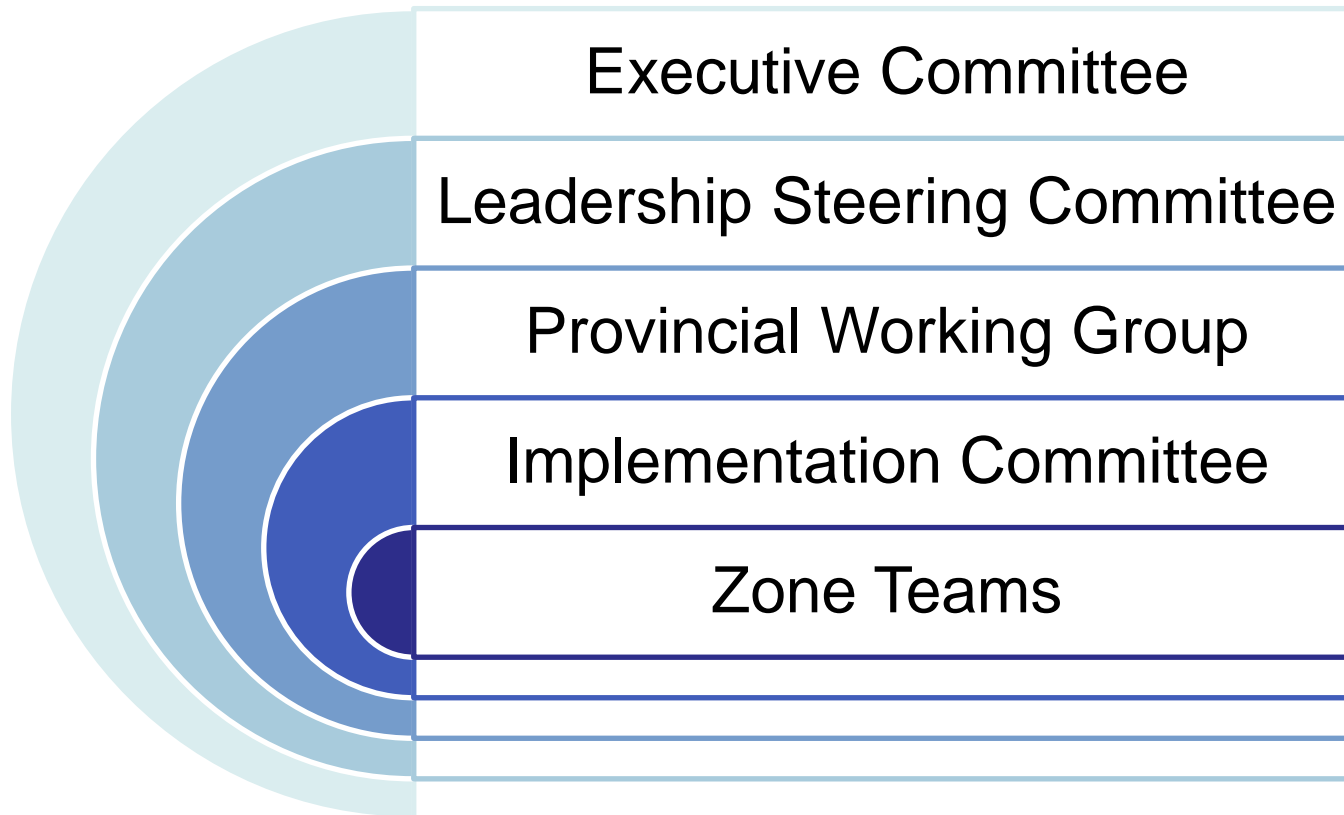 Executive Committee
Leadership Steering Committee
Provincial Working Group
Implementation Committee
Zone Teams